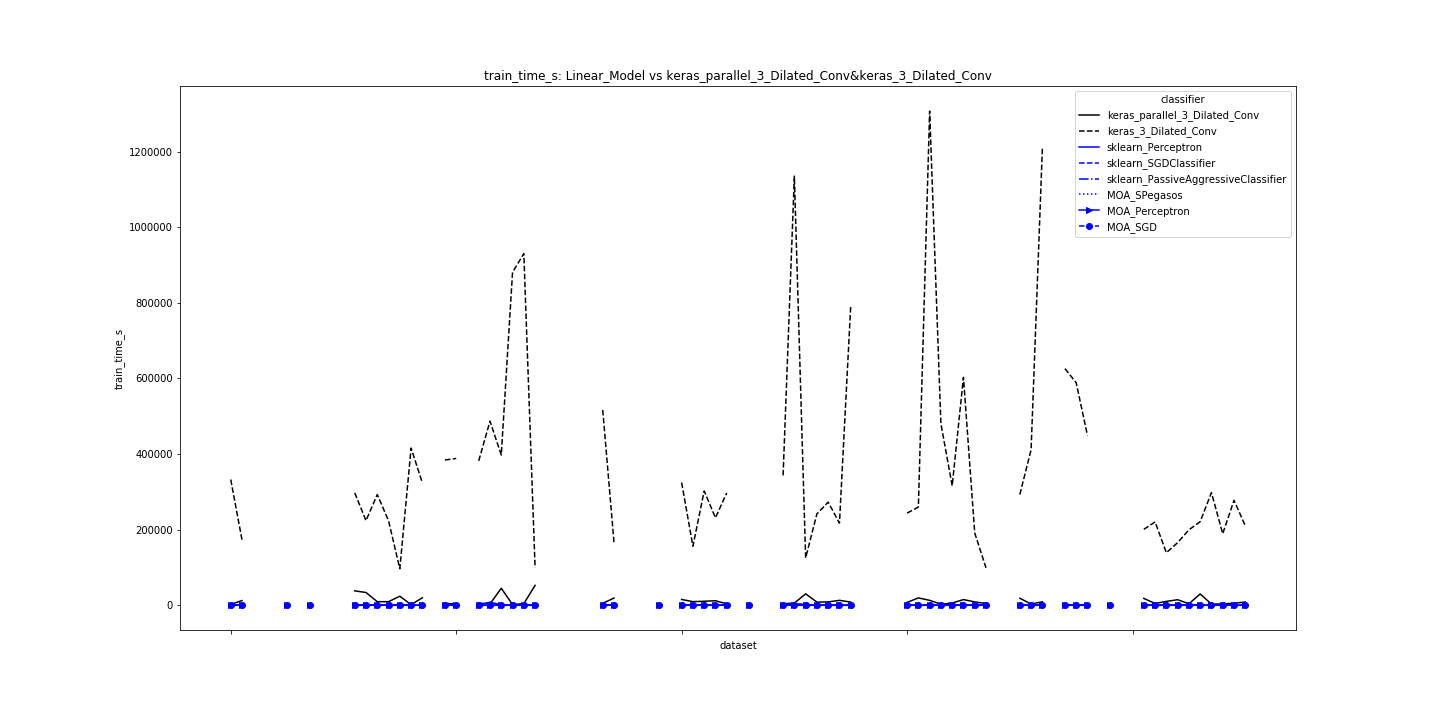 train_time_s: Linear_Model vs keras_parallel_3_Dilated_Conv&keras_3_Dilated_Conv
classifier
keras_parallel_3_Dilated_Conv
keras_3_Dilated_Conv
sklearn_Perceptron
sklearn_SGDClassifier
sklearn_PassiveAggressiveClassifier
MOA_SPegasos
MOA_Perceptron
MOA_SGD
1200000
1000000
800000
600000
400000
200000
0
train_time_s
dataset